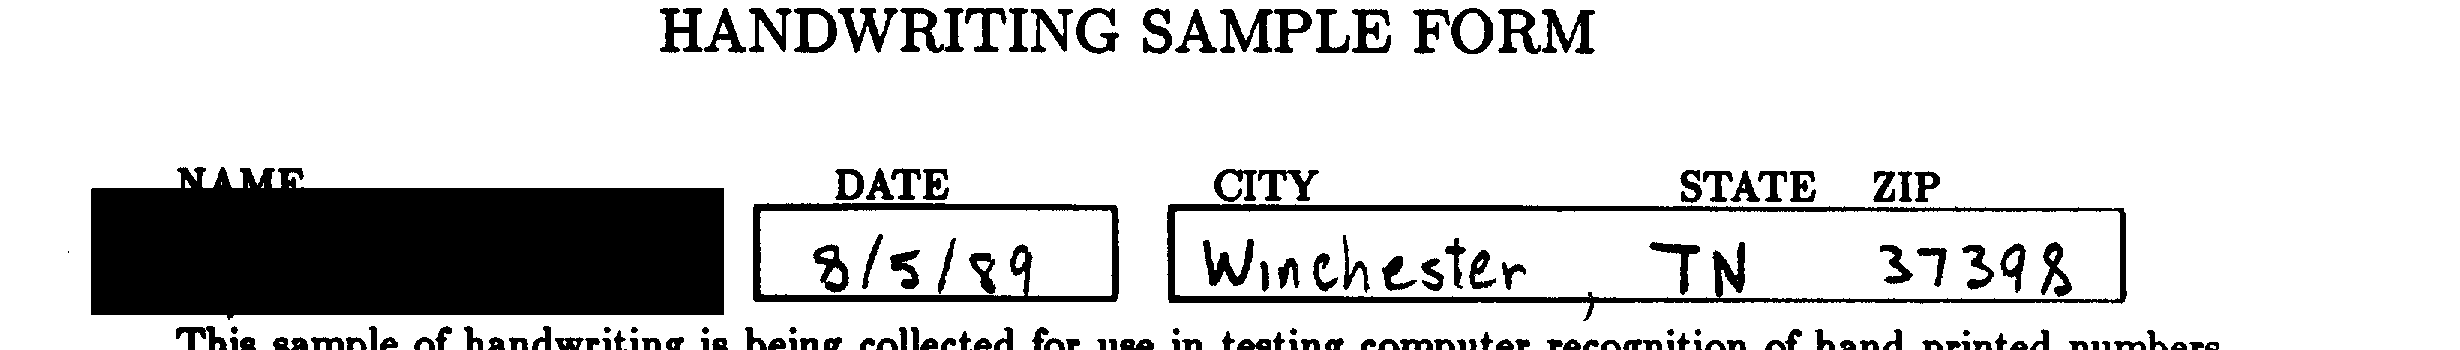 HANDWRITING SAMPLE FORM
NAME DATE CITY STATE ZIP
8/5/89 Winchester, TN 37398
This sample of handwriting is being collected for use in testing computer recognition of hand printed numbers